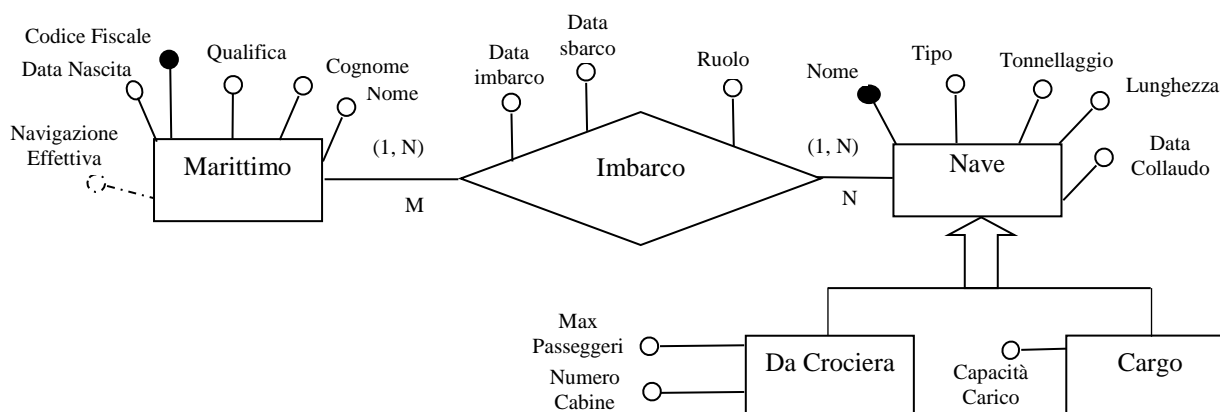 Codice Fiscale
Data Nascita
Qualifica
Cognome
Nome
Navigazione
Effettiva
Marittimo
(1, N)
M
Data
imbarco
Data
sbarco
Ruolo
Imbarco
(1, N)
N
Nome
Tipo
Tonnellaggio
Lunghezza
Data
Collaudo
Nave
Max
Passeggeri
Numero
Cabine
Da Crociera
Capacità
Carico
Cargo